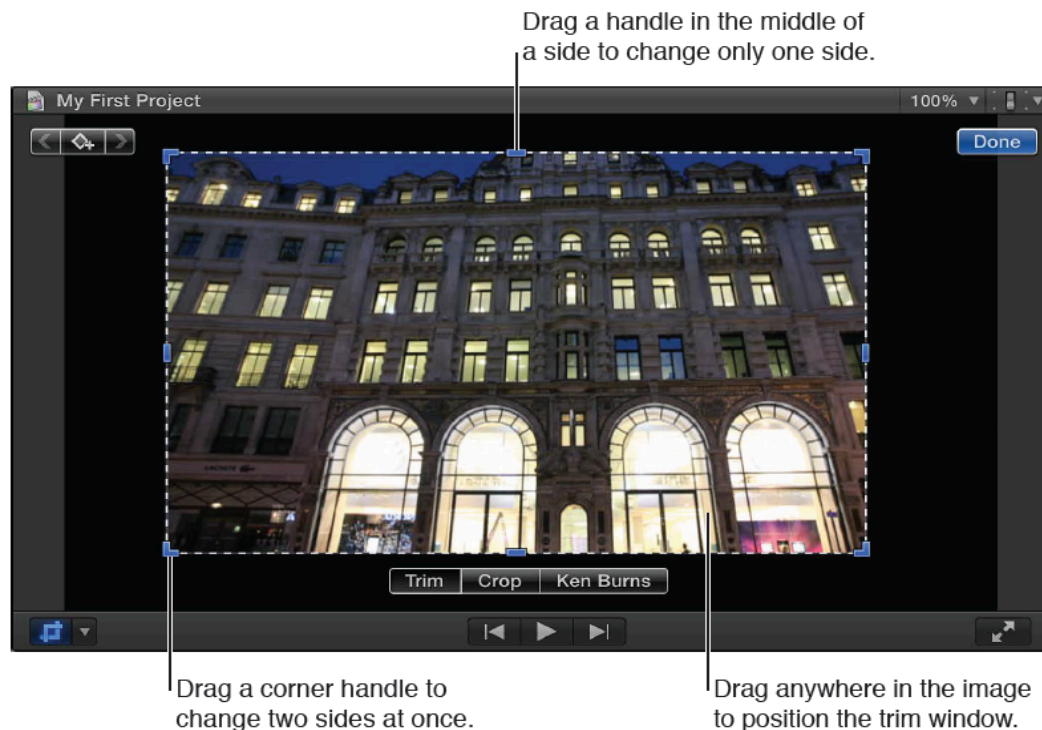 Drag a handle in the middle of
a side to change only one side.
My First Project
100%
Done
LACOSTE
Trim Crop Ken Burns
Drag a corner handle to
change two sides at once.
Drag anywhere in the image
to position the trim window.